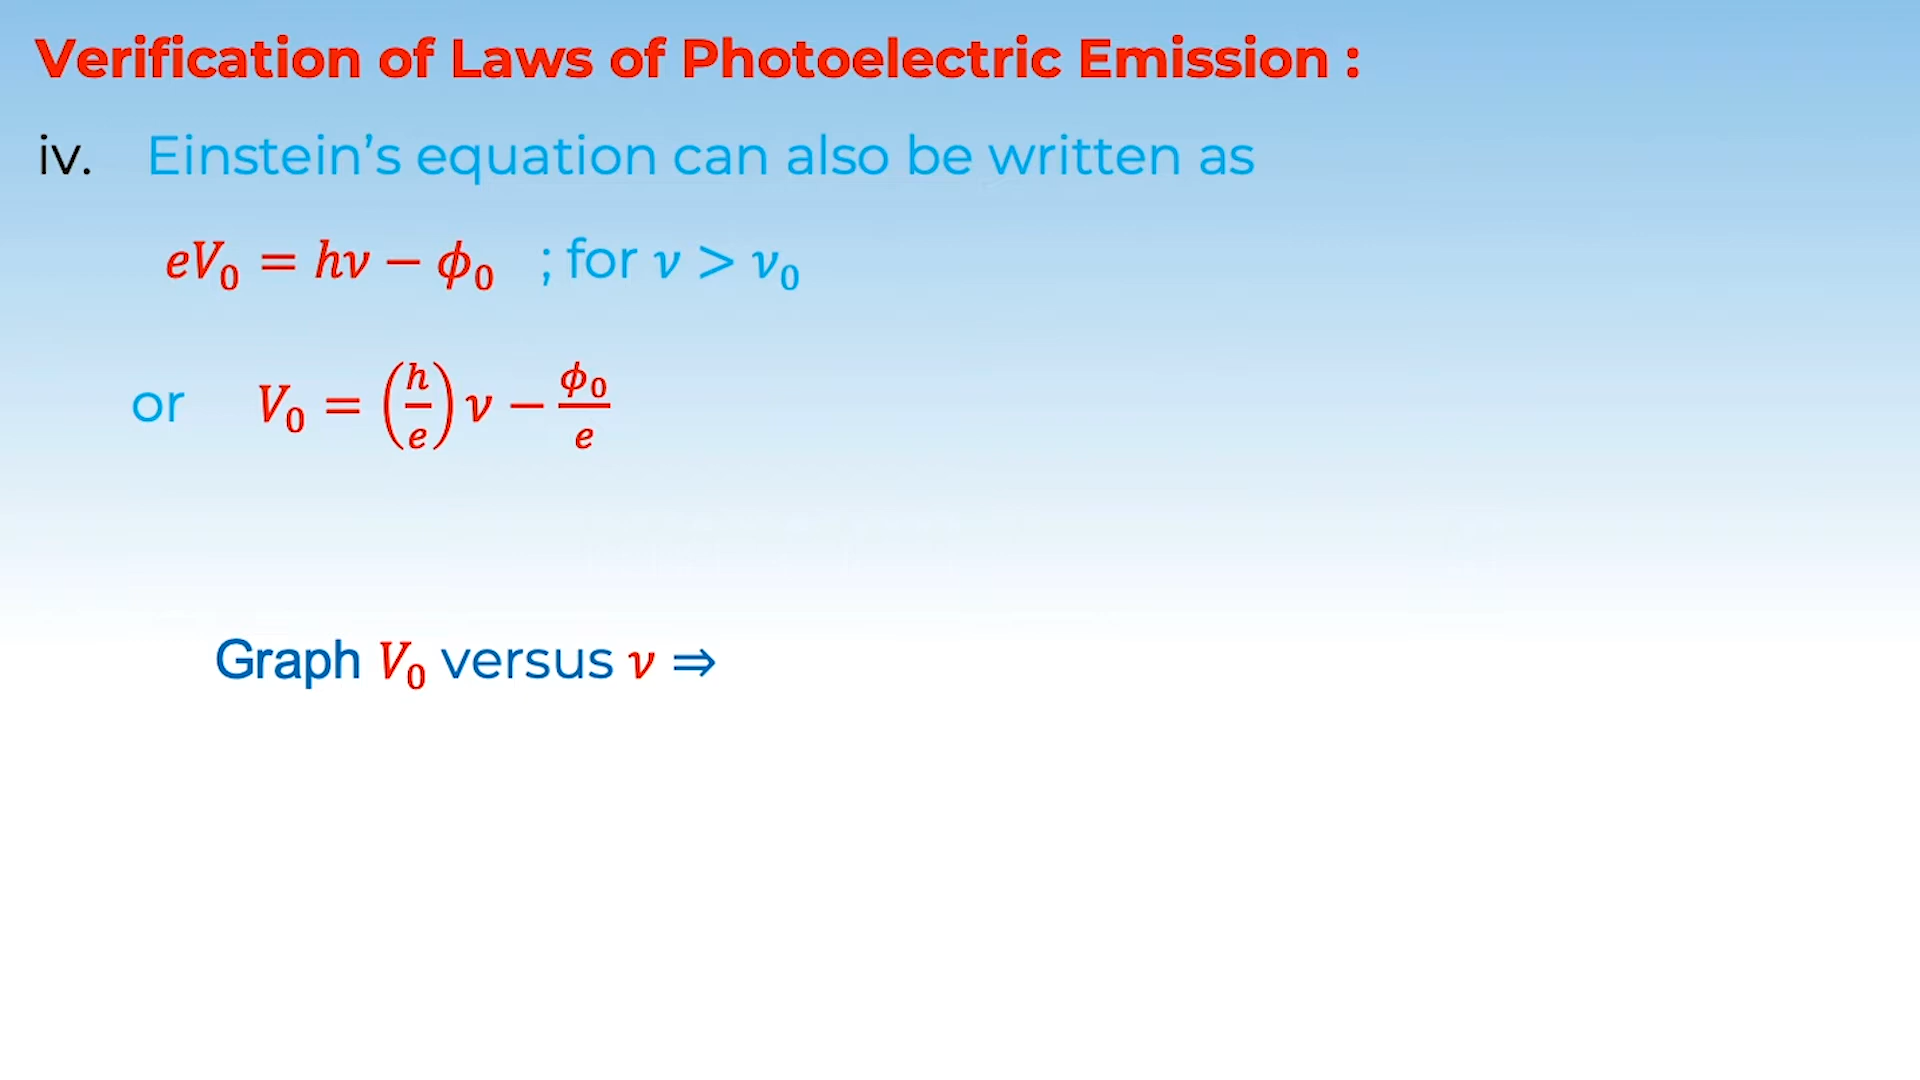 Verification of Laws of Photoelectric Emission :
iv. Einstein’s equation can also be written as
eV₀ = hν − ϕ₀ ; for ν > ν₀
or V₀ = (h/e) ν − ϕ₀/e
Graph V₀ versus ν ⇒